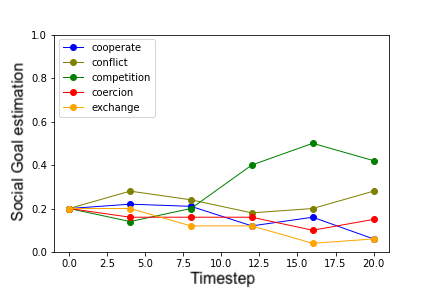 1.0
0.8
0.6
0.4
0.2
0.0
Social Goal estimation
cooperate
conflict
competition
coercion
exchange
0.0 2.5 5.0 7.5 10.0 12.5 15.0 17.5 20.0
Timestep